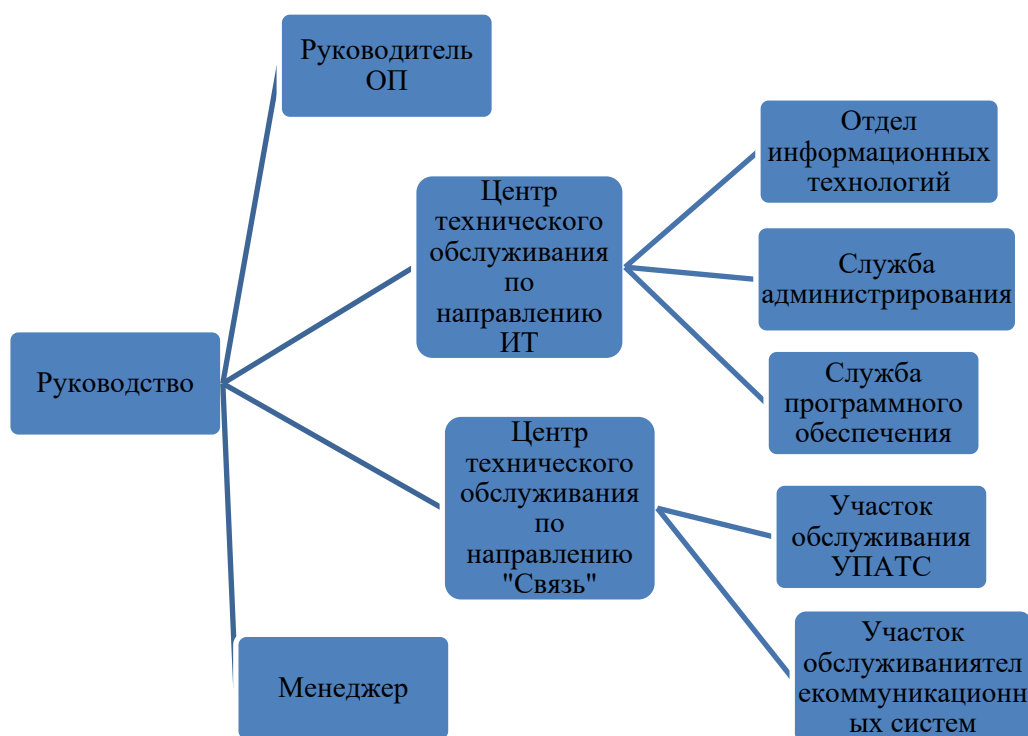 Руководитель
ОП
Отдел
информационных
технологий
Центр
технического
обслуживания
по
направлению
ИТ
Служба
администрирования
Руководство
Служба
программного
обеспечения
Центр
технического
обслуживания
по
направлению
"Связь"
Участок
обслуживания
УПАТС
Менеджер
Участок
обслуживаниятел
екоммуникационн
ых систем